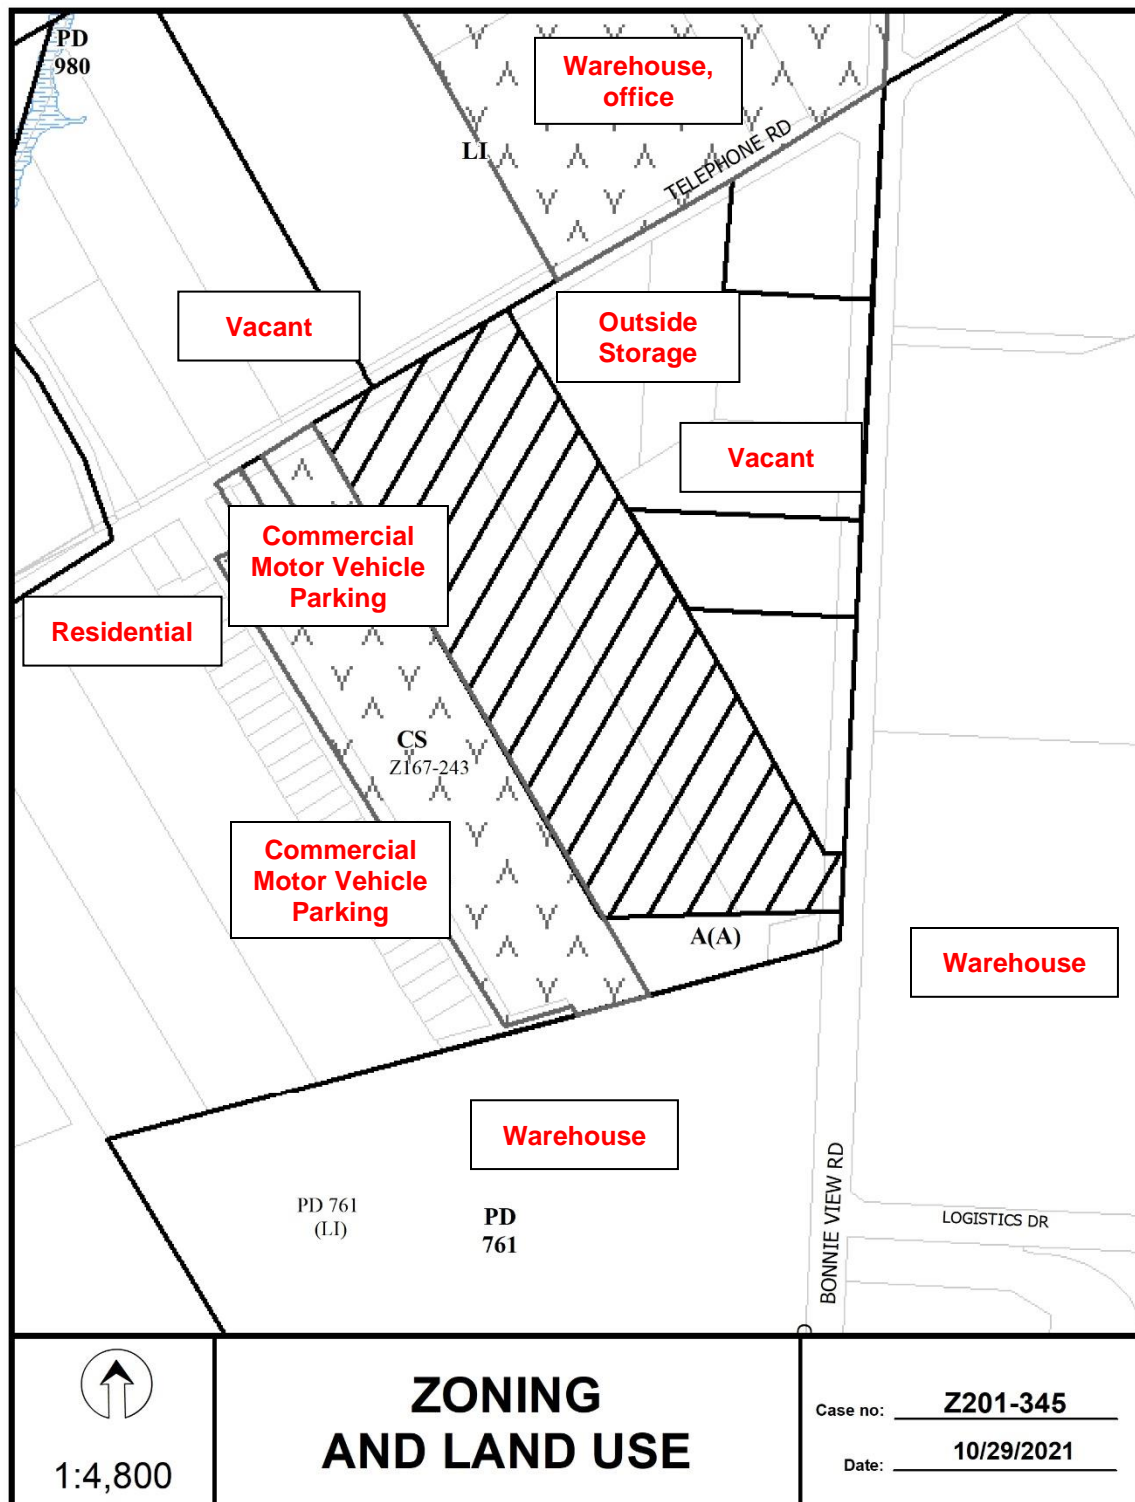 PD
980
Warehouse,
office
LI
TELEPHONE RD
Vacant
Outside
Storage
Vacant
Commercial
Motor Vehicle
Parking
Residential
CS
Z167-243
Commercial
Motor Vehicle
Parking
A(A)
Warehouse
Warehouse
PD 761
(LI)
PD
761
BONNIE VIEW RD
LOGISTICS DR
1:4,800
ZONING
AND LAND USE
Case no: Z201-345
Date: 10/29/2021